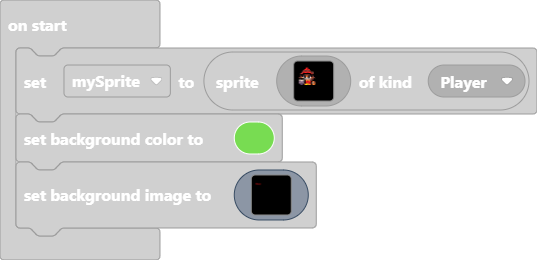 on start
set mySprite to sprite of kind Player
set background color to
set background image to